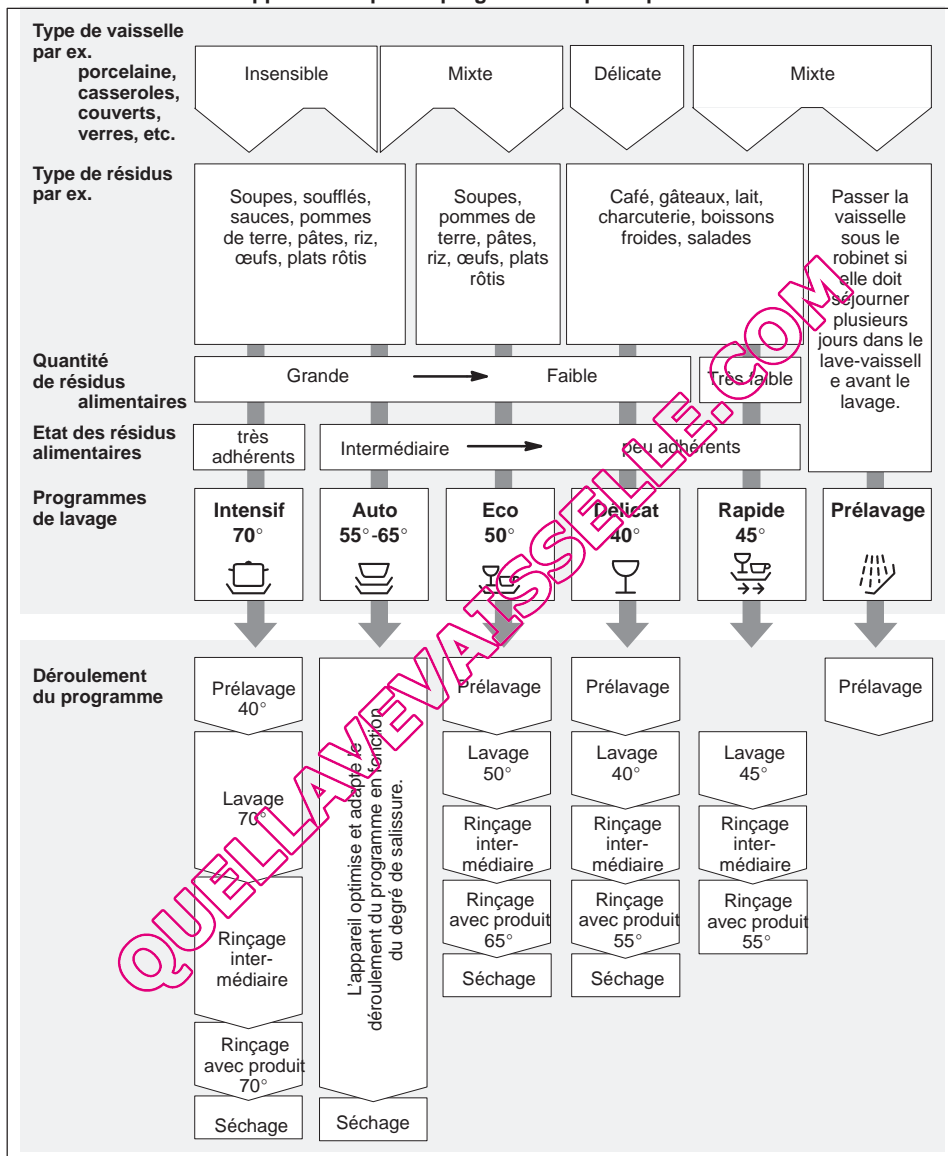 Type de vaisselle
par ex.
porcelaine,
casseroles,
couverts,
verres, etc.
Insensible
Mixte
Délicate
Mixte
Type de résidus
par ex.
Soupes, soufflés,
sauces, pommes
de terre, pâtes, riz,
œufs, plats rôtis
Soupes,
pommes de
terre, pâtes,
riz, œufs, plats
rôtis
Café, gâteaux, lait,
charcuterie, boissons
froides, salades
Passer la
vaisselle
sous le
robinet si
elle doit
séjourner
plusieurs
jours dans le
lave-vaissell
e avant le
lavage.
Quantité
de résidus
alimentaires
Grande
Faible
Très faible
Etat des résidus
alimentaires
très
adhérents
Intermédiaire
peu adhérents
Programmes
de lavage
Intensif
70°
Auto
55°-65°
Eco
50°
Délicat
40°
Rapide
45°
Prélavage
Déroulement
du programme
Prélavage
40°
Lavage
70°
Rinçage
inter-
médiaire
Rinçage
avec produit
70°
Séchage
L'appareil optimise et adapte le
déroulement du programme en fonction
du degré de salissure.
Séchage
Prélavage
Lavage
50°
Rinçage
inter-
médiaire
Rinçage
avec produit
65°
Séchage
Prélavage
Lavage
40°
Rinçage
inter-
médiaire
Rinçage
avec produit
55°
Séchage
Lavage
45°
Rinçage
inter-
médiaire
Rinçage
avec produit
55°
Prélavage
QUELLAVEVAISSELLE.COM